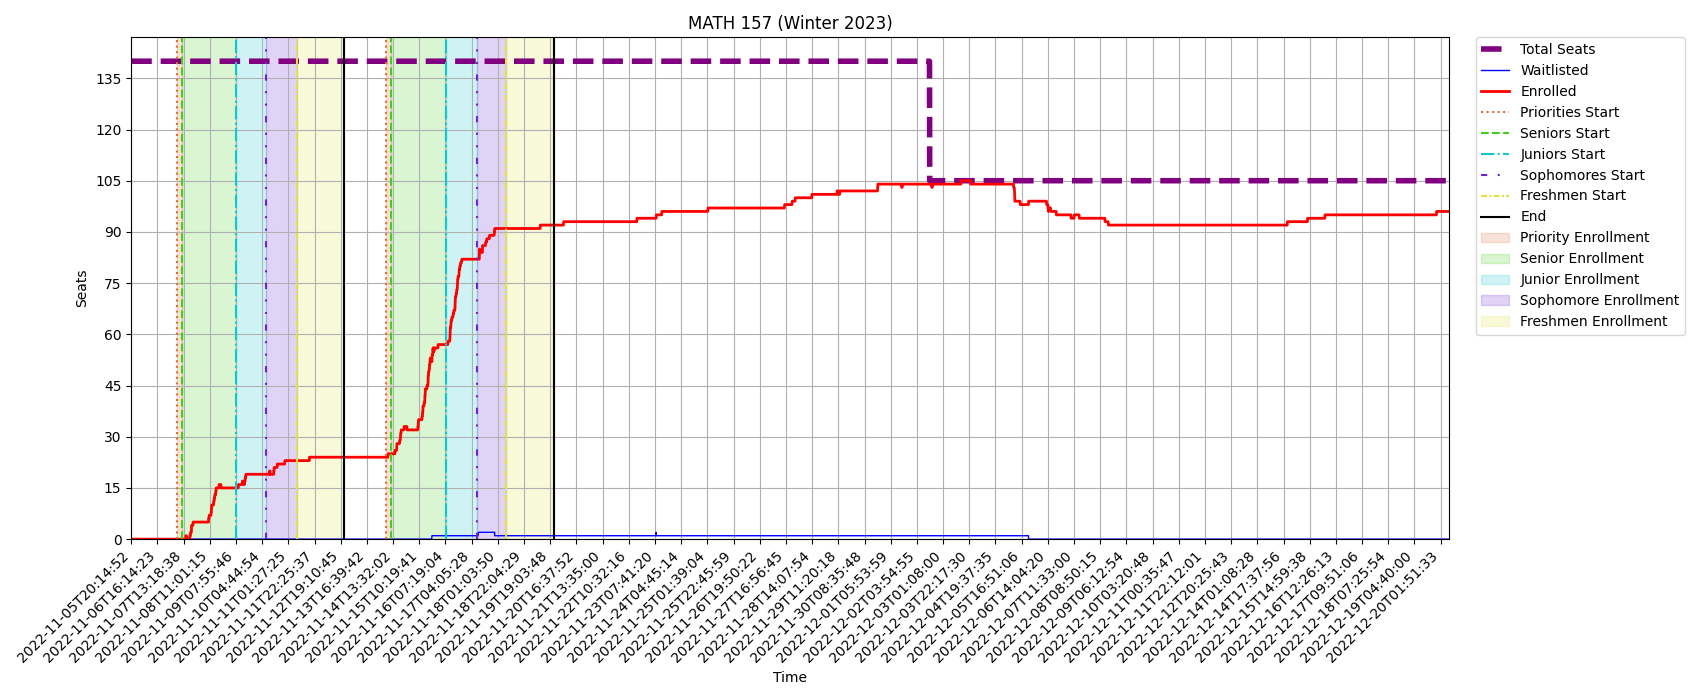 MATH 157 (Winter 2023)
Seats
135
120
105
90
75
60
45
30
15
0
2022-11-05T20:14:52
2022-11-06T16:14:23
2022-11-07T13:18:38
2022-11-08T11:01:15
2022-11-09T07:55:46
2022-11-10T04:44:54
2022-11-11T01:27:25
2022-11-11T22:25:37
2022-11-12T19:10:45
2022-11-13T16:39:42
2022-11-14T13:32:02
2022-11-15T10:19:41
2022-11-16T07:19:04
2022-11-17T04:05:28
2022-11-18T01:03:50
2022-11-18T22:04:29
2022-11-19T19:03:48
2022-11-20T16:37:52
2022-11-21T13:35:00
2022-11-22T10:32:16
2022-11-23T07:41:20
2022-11-24T04:45:14
2022-11-25T01:39:04
2022-11-25T22:45:59
2022-11-26T19:50:22
2022-11-27T16:56:45
2022-11-28T14:07:54
2022-11-29T11:20:18
2022-11-30T08:35:48
2022-12-01T05:53:59
2022-12-02T03:54:55
2022-12-03T01:08:00
2022-12-03T22:17:30
2022-12-04T19:37:35
2022-12-05T16:51:06
2022-12-06T14:04:20
2022-12-07T11:33:00
2022-12-08T08:50:15
2022-12-09T06:12:54
2022-12-10T03:20:48
2022-12-11T00:35:47
2022-12-11T22:12:01
2022-12-12T20:25:43
2022-12-14T01:08:28
2022-12-14T17:37:56
2022-12-15T14:59:38
2022-12-16T12:26:13
2022-12-17T09:51:06
2022-12-18T07:25:54
2022-12-19T04:40:00
2022-12-20T01:51:33
Time
Total Seats
Waitlisted
Enrolled
Priorities Start
Seniors Start
Juniors Start
Sophomores Start
Freshmen Start
End
Priority Enrollment
Senior Enrollment
Junior Enrollment
Sophomore Enrollment
Freshmen Enrollment